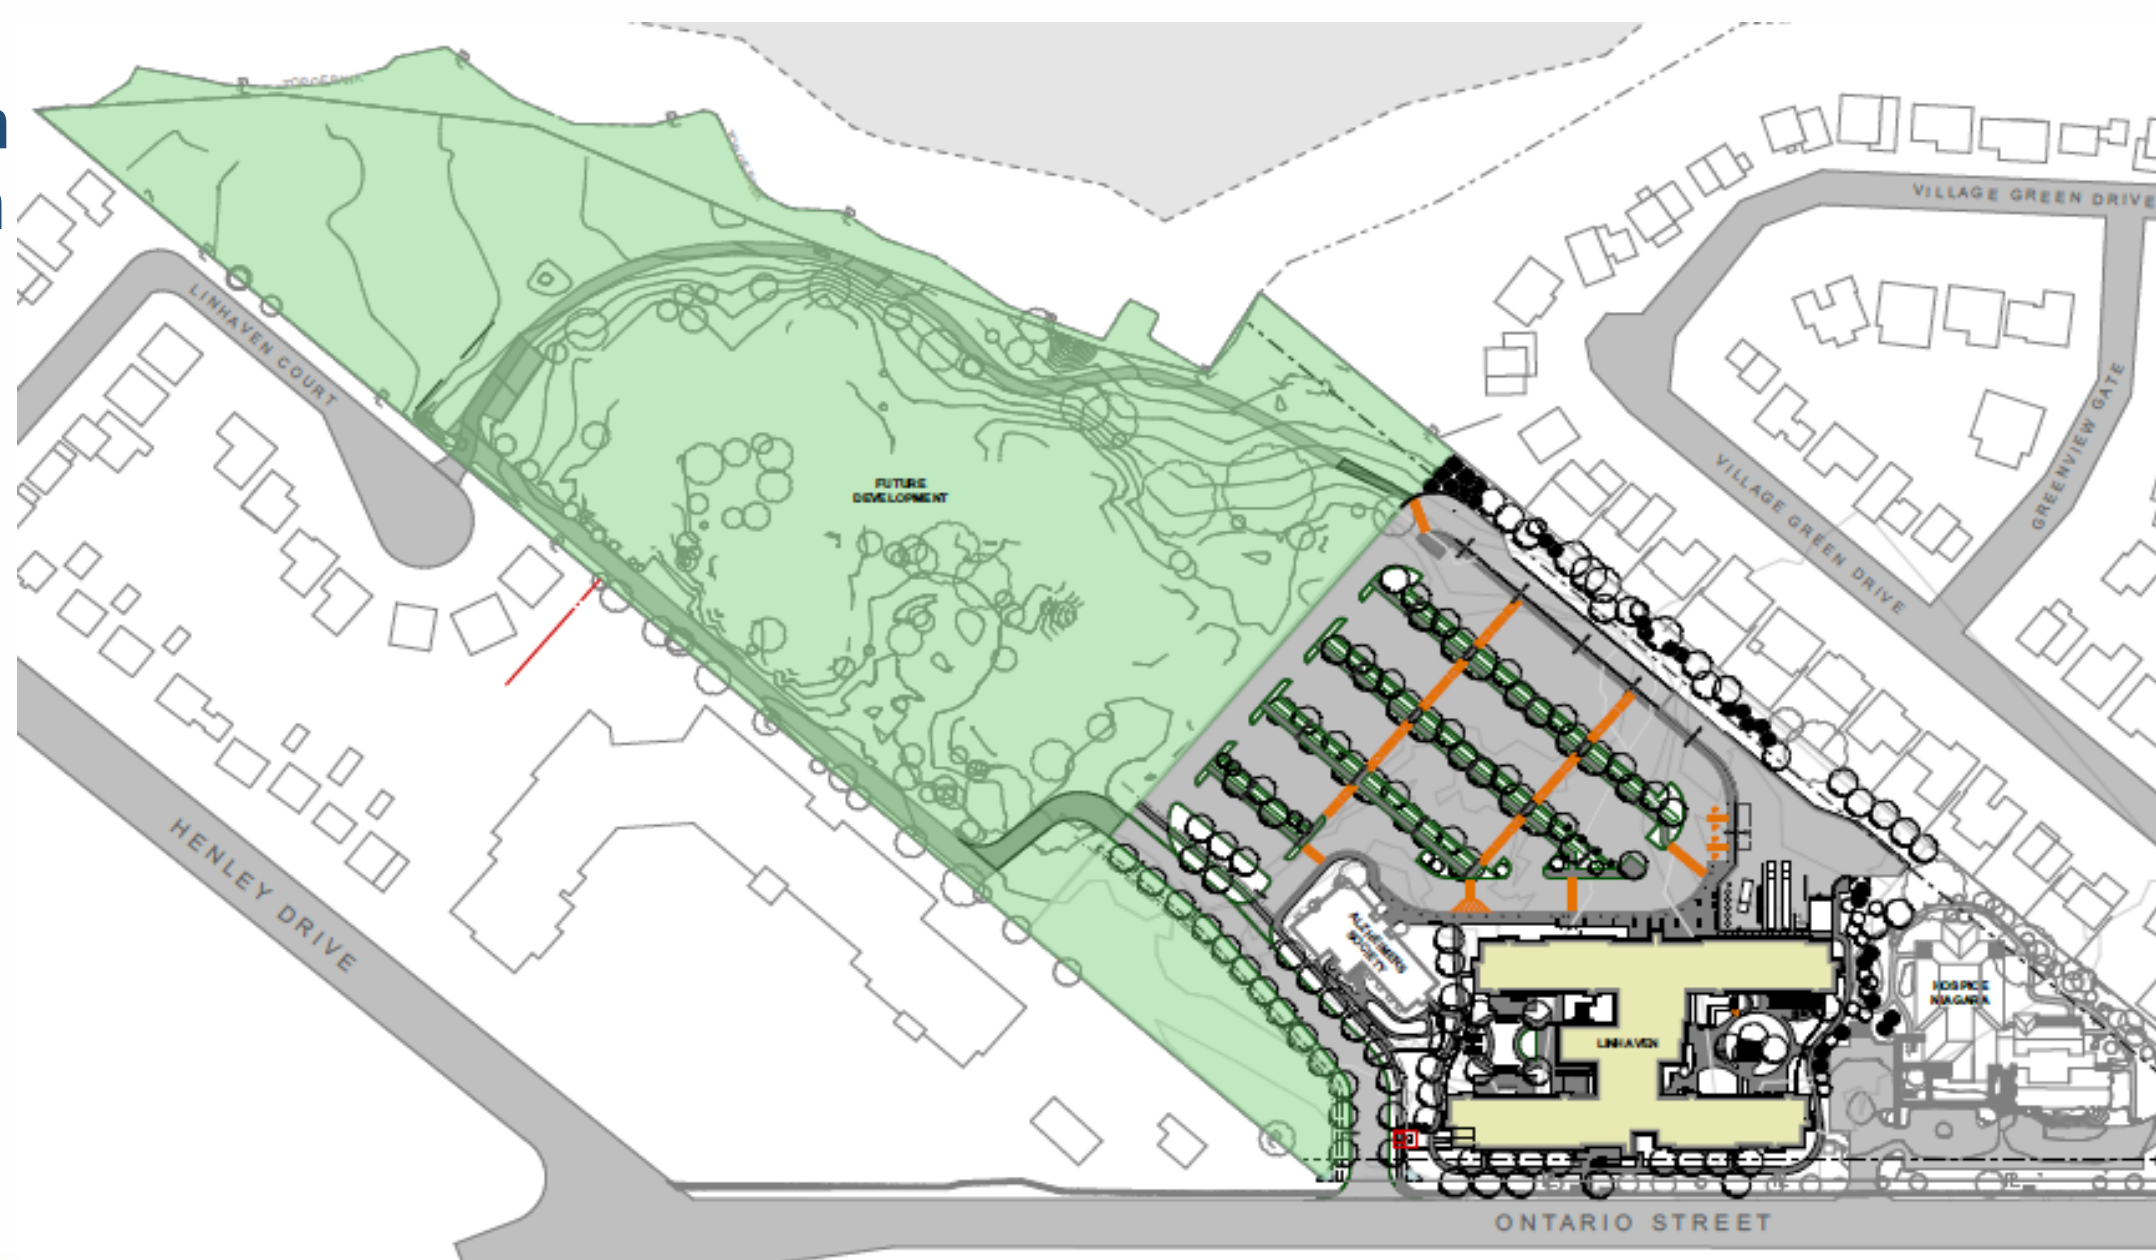 VILLAGE GREEN DRIVE
LINHAVEN COURT
GREENVIEW GATE
FUTURE
DEVELOPMENT
VILLAGE GREEN DRIVE
HENLEY DRIVE
ALZHEIMERS
SOCIETY
HOSPICE
NIAGARA
LINHAVEN
ONTARIO STREET